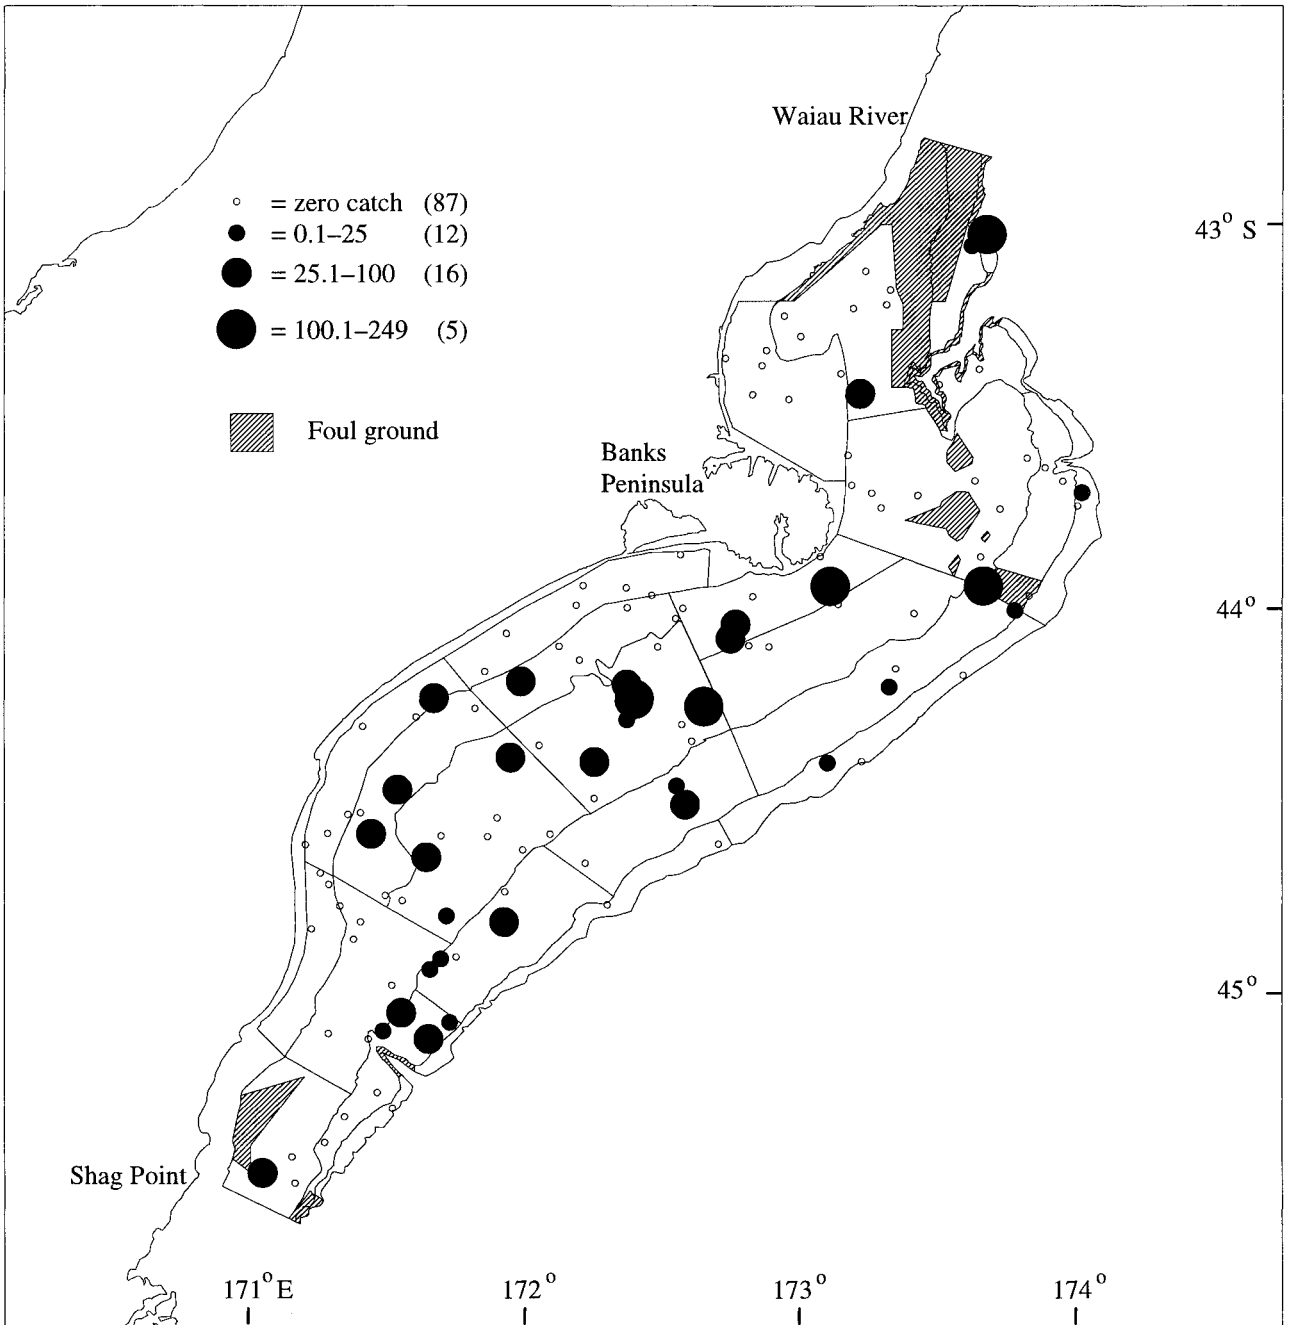 Waiau River
= zero catch (87)
= 0.1–25 (12)
= 25.1–100 (16)
= 100.1–249 (5)
43° S
Foul ground
Banks
Peninsula
44°
45°
Shag Point
171° E
172°
173°
174°